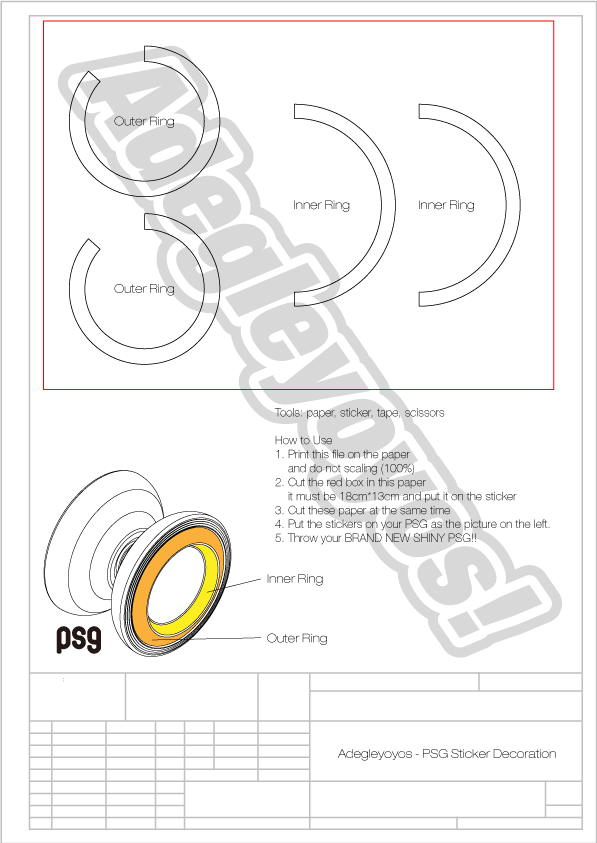 Adegleyoyos!
Outer Ring
Inner Ring
Inner Ring
Outer Ring
Tools: paper, sticker, tape, scissors
How to Use
1. Print this file on the paper
and do not scaling (100%)
2. Cut the red box in this paper
it must be 18cm*13cm and put it on the sticker
3. Cut these paper at the same time
4. Put the stickers on your PSG as the picture on the left.
5. Throw your BRAND NEW SHINY PSG!!
Inner Ring
Outer Ring
psg
:
Adegleyoyos - PSG Sticker Decoration